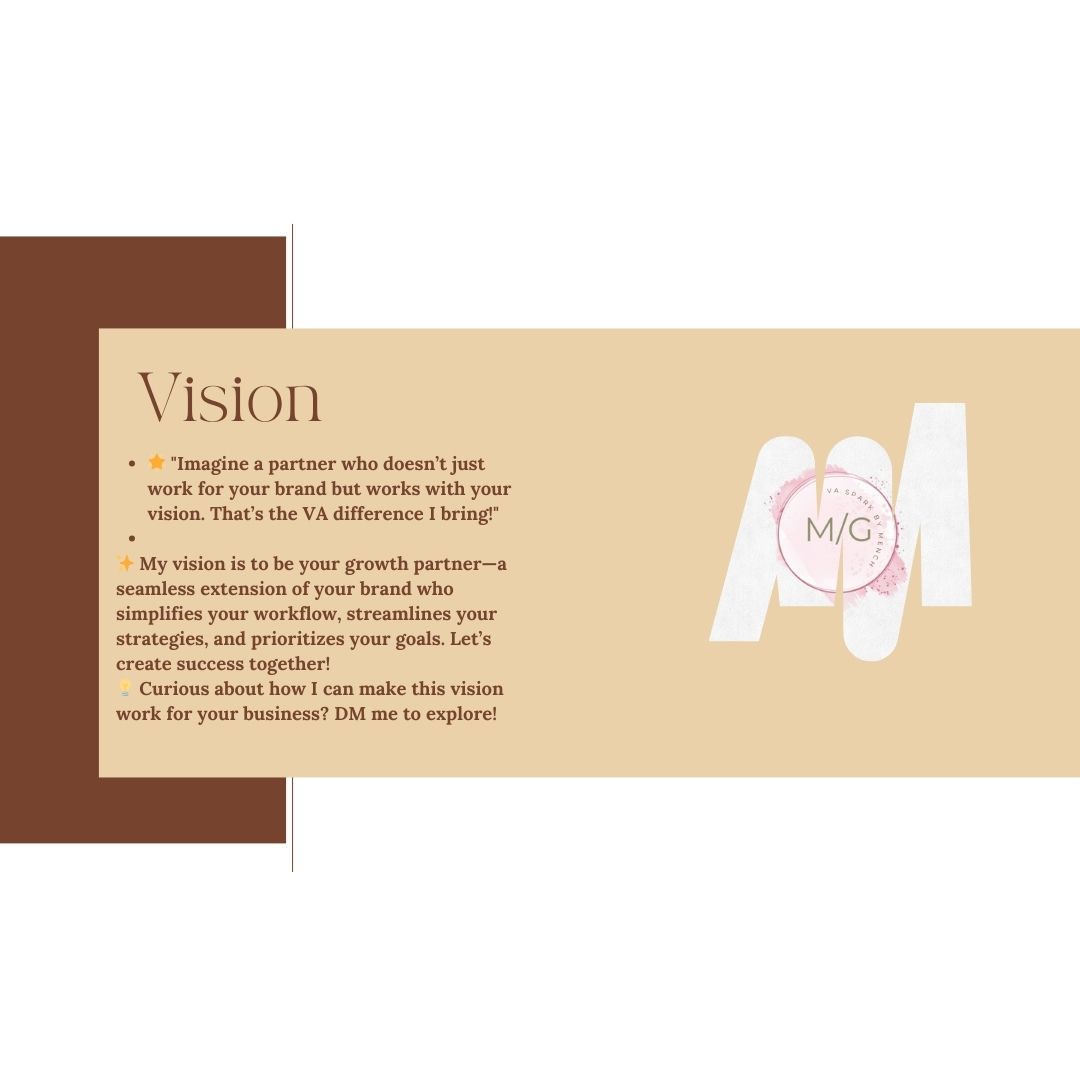 Vision
• ⭐ "Imagine a partner who doesn’t just
work for your brand but works with your
vision. That’s the VA difference I bring!"
•
✨ My vision is to be your growth partner—a
seamless extension of your brand who
simplifies your workflow, streamlines your
strategies, and prioritizes your goals. Let’s
create success together!
💡 Curious about how I can make this vision
work for your business? DM me to explore!
M
VA SPARK BY MENCH
M/G